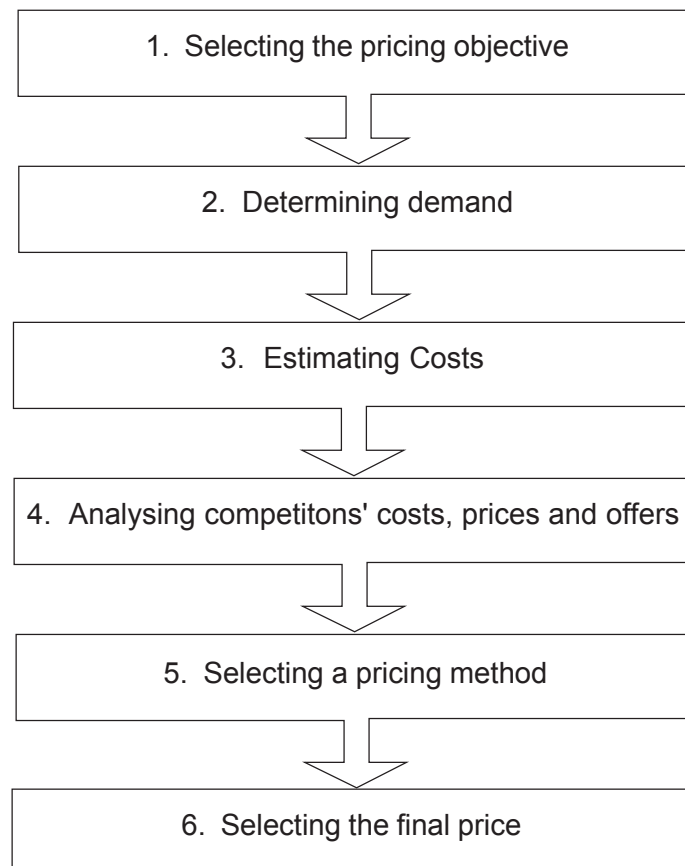 1. Selecting the pricing objective
2. Determining demand
3. Estimating Costs
4. Analysing competitons' costs, prices and offers
5. Selecting a pricing method
6. Selecting the final price